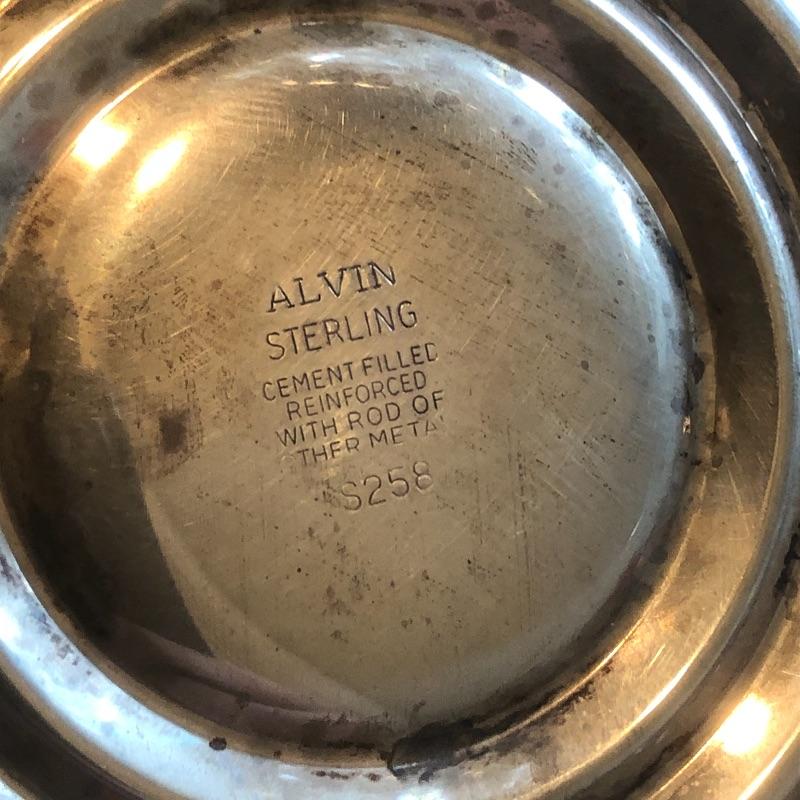 ALVIN
STERLING
CEMENT FILLED
REINFORCED
WITH ROD OF
THER META
S258